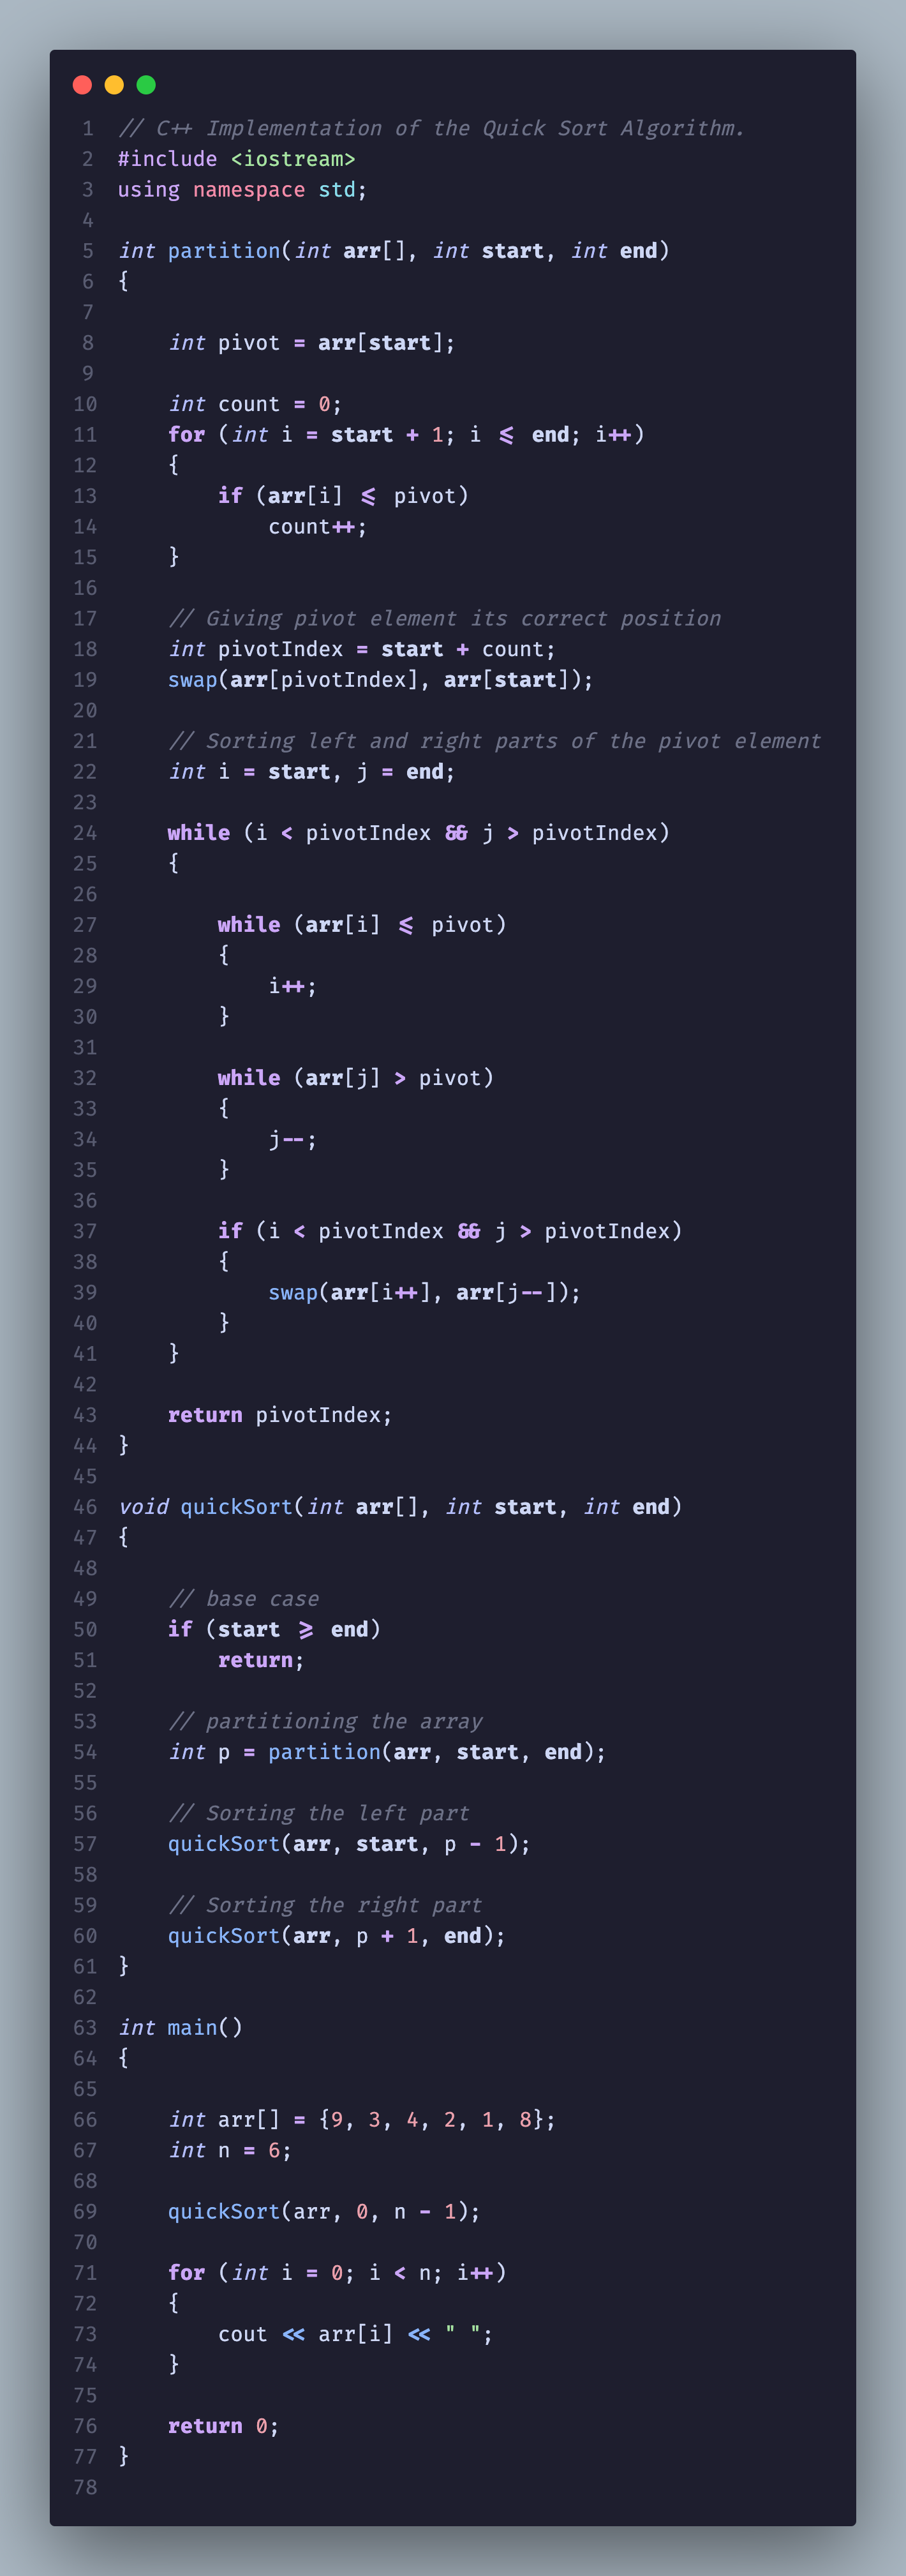 1 // C++ Implementation of the Quick Sort Algorithm.
2 #include <iostream>
3 using namespace std;
4
5 int partition(int arr[], int start, int end)
6 {
7
8     int pivot = arr[start];
9
10     int count = 0;
11     for (int i = start + 1; i <= end; i++)
12     {
13         if (arr[i] <= pivot)
14             count++;
15     }
16
17     // Giving pivot element its correct position
18     int pivotIndex = start + count;
19     swap(arr[pivotIndex], arr[start]);
20
21     // Sorting left and right parts of the pivot element
22     int i = start, j = end;
23
24     while (i < pivotIndex && j > pivotIndex)
25     {
26
27         while (arr[i] <= pivot)
28         {
29             i++;
30         }
31
32         while (arr[j] > pivot)
33         {
34             j--;
35         }
36
37         if (i < pivotIndex && j > pivotIndex)
38         {
39             swap(arr[i++], arr[j--]);
40         }
41     }
42
43     return pivotIndex;
44 }
45
46 void quickSort(int arr[], int start, int end)
47 {
48
49     // base case
50     if (start >= end)
51         return;
52
53     // partitioning the array
54     int p = partition(arr, start, end);
55
56     // Sorting the left part
57     quickSort(arr, start, p - 1);
58
59     // Sorting the right part
60     quickSort(arr, p + 1, end);
61 }
62
63 int main()
64 {
65
66     int arr[] = {9, 3, 4, 2, 1, 8};
67     int n = 6;
68
69     quickSort(arr, 0, n - 1);
70
71     for (int i = 0; i < n; i++)
72     {
73         cout << arr[i] << " ";
74     }
75
76     return 0;
77 }
78